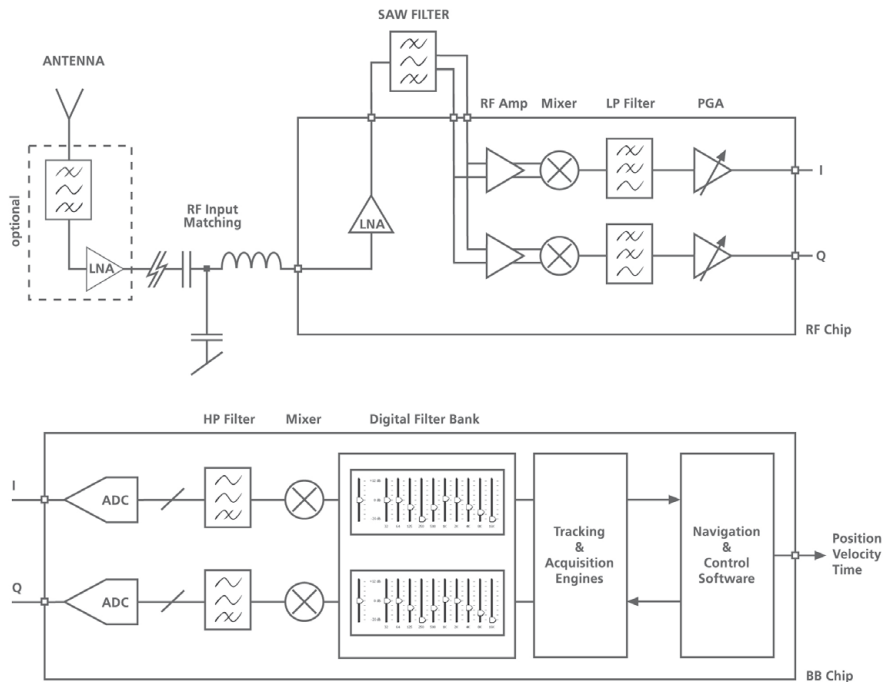 SAW FILTER
ANTENNA
RF Amp Mixer LP Filter PGA
optional
RF Input
Matching
LNA
LNA
I
Q
RF Chip
HP Filter Mixer Digital Filter Bank
I
ADC
Q
ADC
Tracking
&
Acquisition
Engines
Navigation
&
Control
Software
Position
Velocity
Time
BB Chip